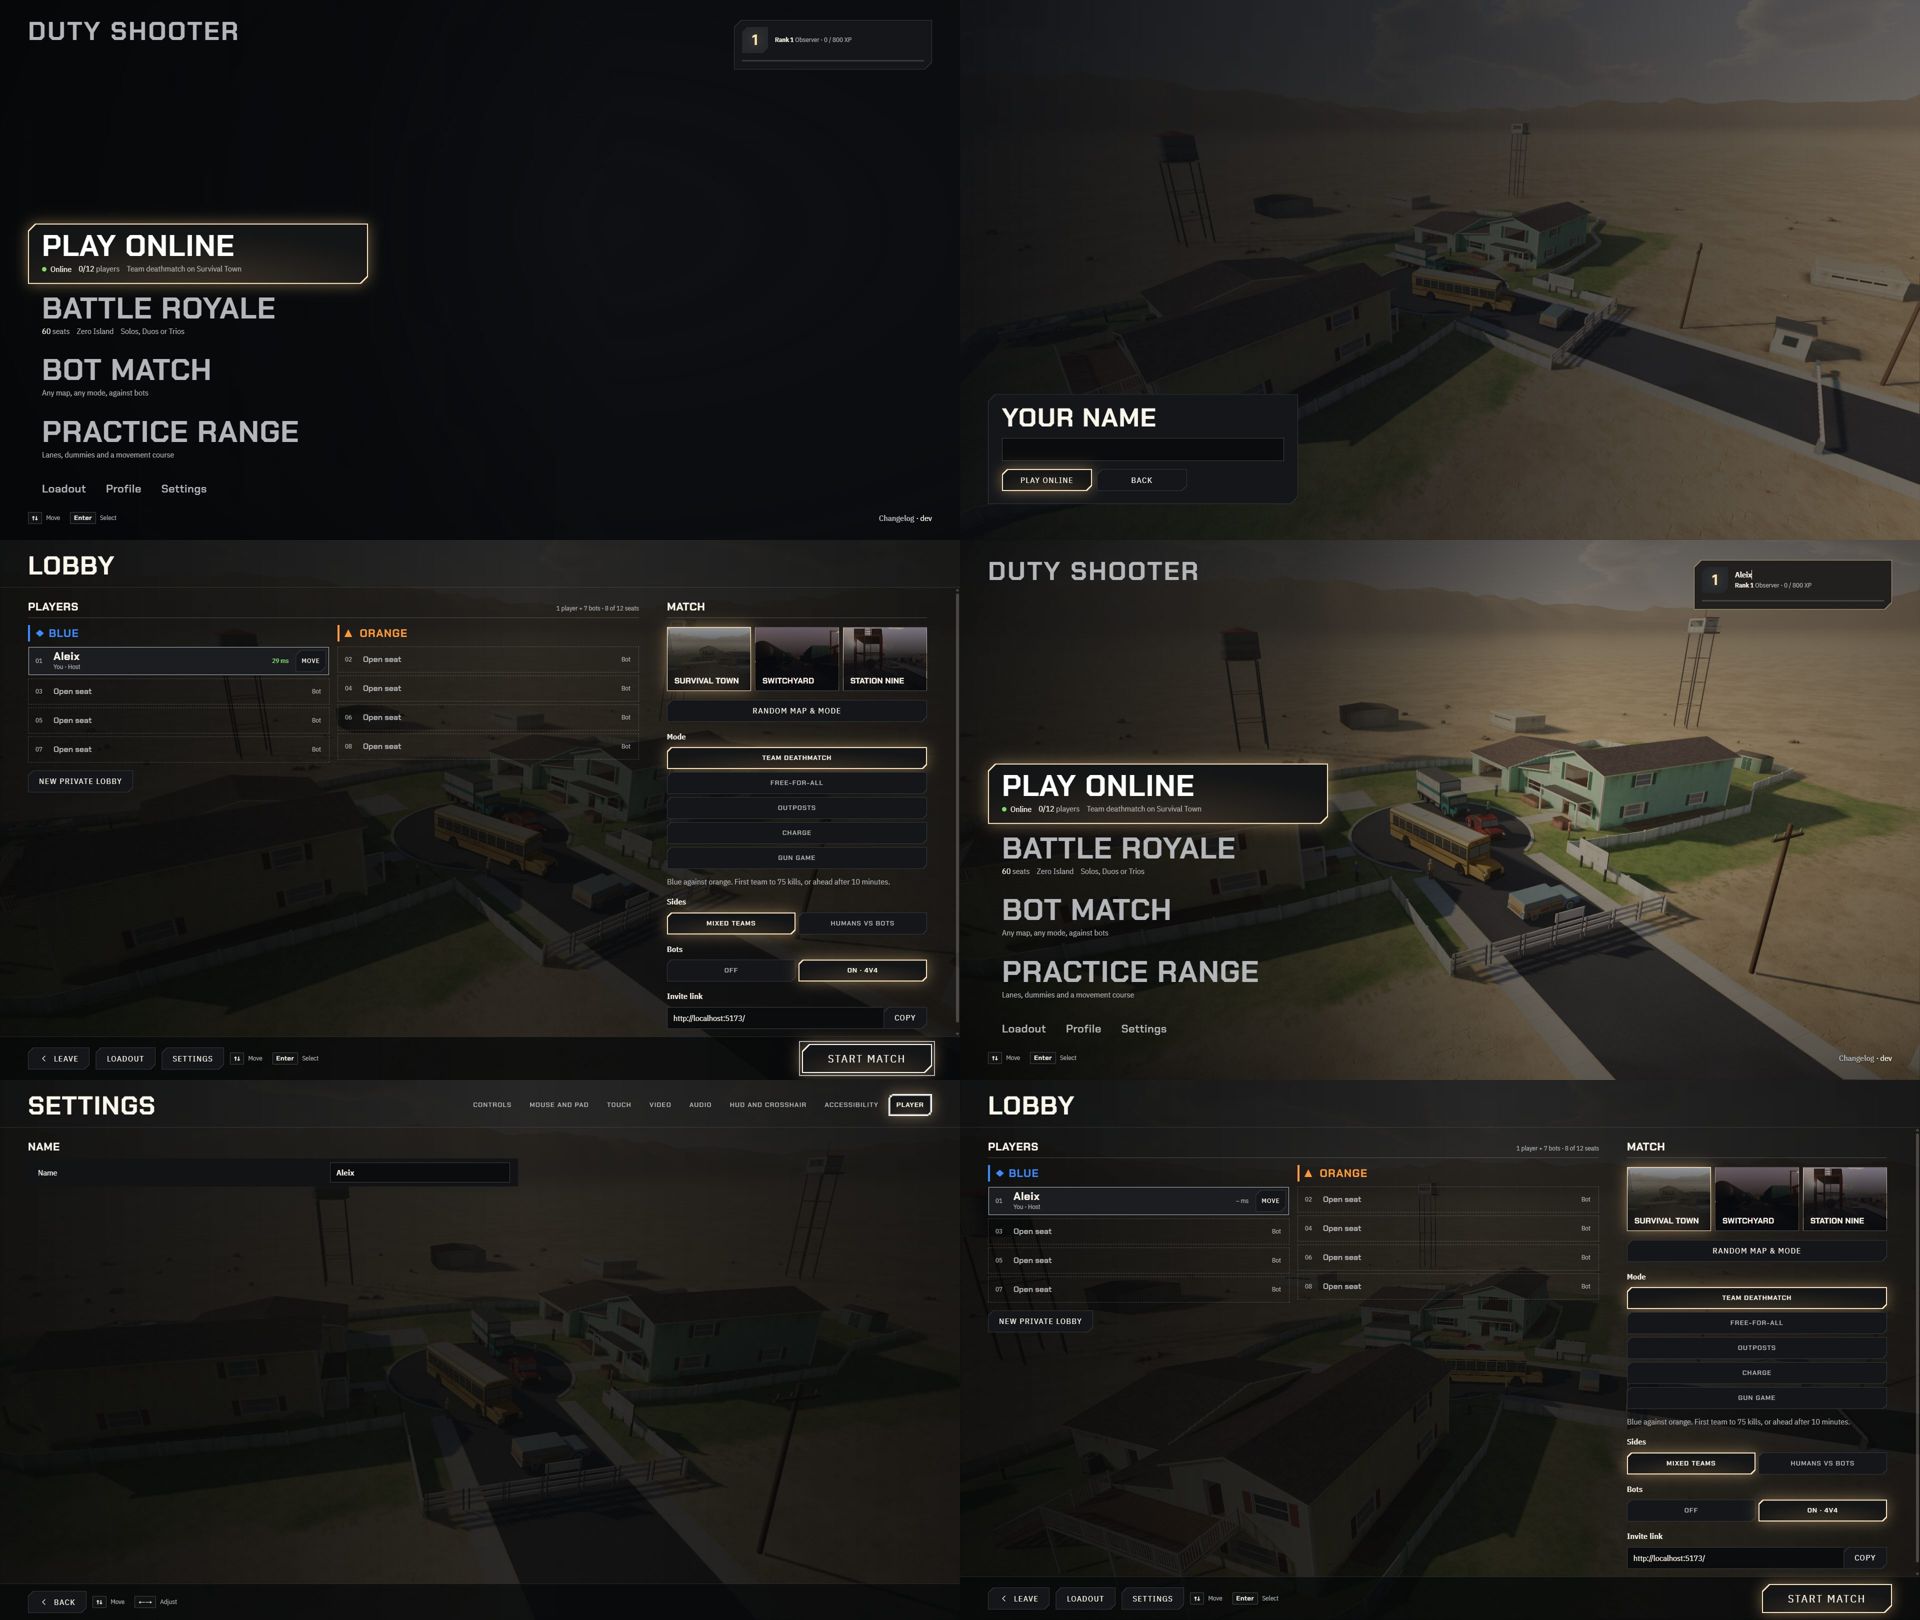 DUTY SHOOTER
1
Rank 1 Observer · 0 / 800 XP
PLAY ONLINE
Online 0/12 players Team deathmatch on Survival Town
BATTLE ROYALE
60 seats Zero Island Solos, Duos or Trios
BOT MATCH
Any map, any mode, against bots
PRACTICE RANGE
Lanes, dummies and a movement course
Loadout Profile Settings
Move Enter Select
Changelog · dev
YOUR NAME
PLAY ONLINE BACK
LOBBY
PLAYERS
1 player + 7 bots · 8 of 12 seats
BLUE
01 Aleix
You · Host
29 ms MOVE
03 Open seat Bot
05 Open seat Bot
07 Open seat Bot
NEW PRIVATE LOBBY
ORANGE
02 Open seat Bot
04 Open seat Bot
06 Open seat Bot
08 Open seat Bot
MATCH
SURVIVAL TOWN SWITCHYARD STATION NINE
RANDOM MAP & MODE
Mode
TEAM DEATHMATCH
FREE-FOR-ALL
OUTPOSTS
CHARGE
GUN GAME
Blue against orange. First team to 75 kills, or ahead after 10 minutes.
Sides
MIXED TEAMS HUMANS VS BOTS
Bots
OFF ON · 4V4
Invite link
http://localhost:5173/ COPY
LEAVE LOADOUT SETTINGS Move Enter Select
START MATCH
DUTY SHOOTER
1
Aleix
Rank 1 Observer · 0 / 800 XP
PLAY ONLINE
Online 0/12 players Team deathmatch on Survival Town
BATTLE ROYALE
60 seats Zero Island Solos, Duos or Trios
BOT MATCH
Any map, any mode, against bots
PRACTICE RANGE
Lanes, dummies and a movement course
Loadout Profile Settings
Move Enter Select
Changelog · dev
SETTINGS
CONTROLS MOUSE AND PAD TOUCH VIDEO AUDIO HUD AND CROSSHAIR ACCESSIBILITY PLAYER
NAME
Name Aleix
BACK Move Adjust
LOBBY
PLAYERS
1 player + 7 bots · 8 of 12 seats
BLUE
01 Aleix
You · Host
– ms MOVE
03 Open seat Bot
05 Open seat Bot
07 Open seat Bot
NEW PRIVATE LOBBY
ORANGE
02 Open seat Bot
04 Open seat Bot
06 Open seat Bot
08 Open seat Bot
MATCH
SURVIVAL TOWN SWITCHYARD STATION NINE
RANDOM MAP & MODE
Mode
TEAM DEATHMATCH
FREE-FOR-ALL
OUTPOSTS
CHARGE
GUN GAME
Blue against orange. First team to 75 kills, or ahead after 10 minutes.
Sides
MIXED TEAMS HUMANS VS BOTS
Bots
OFF ON · 4V4
Invite link
http://localhost:5173/ COPY
LEAVE LOADOUT SETTINGS Move Enter Select
START MATCH